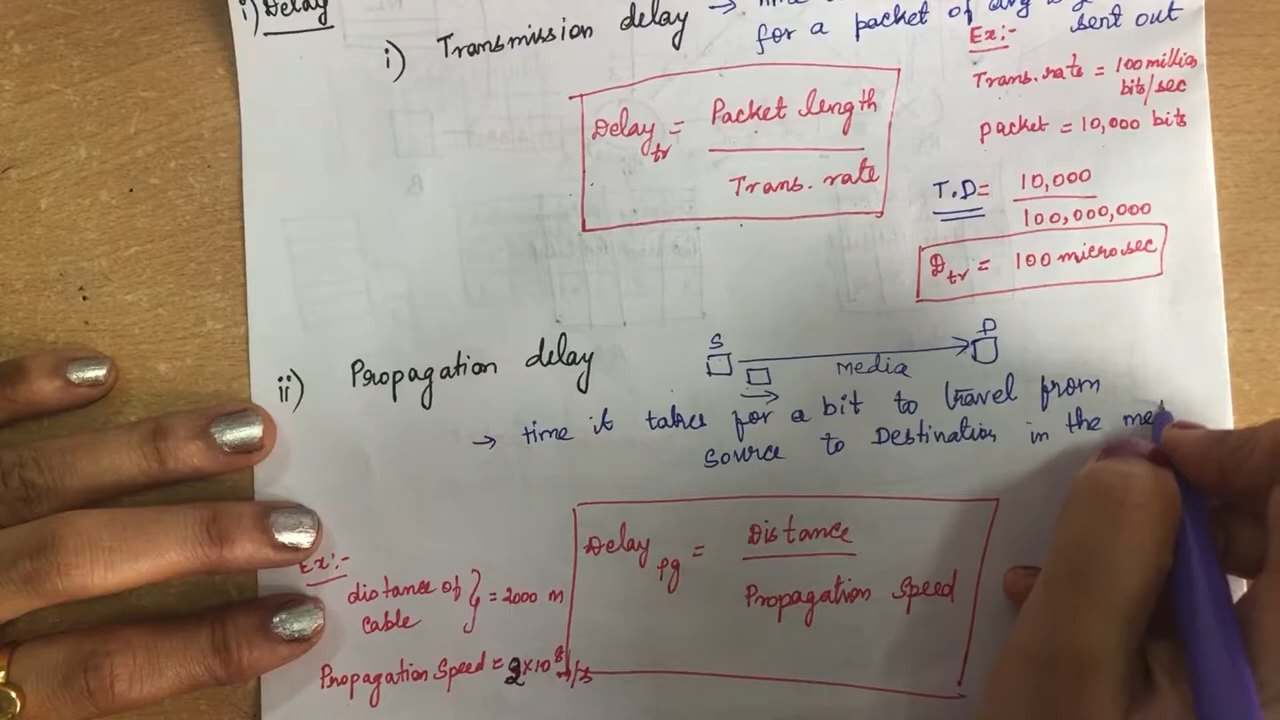 i) Delay
i) Transmission delay →
for a packet of avg
sent out
Ex:-
Trans. rate = 100 million
bits/sec
packet = 10,000 bits
Delay tr = Packet length
Trans. rate
T.D = 10,000
100,000,000
D tr = 100 microsec
ii) Propagation delay
S D
media
→ time it takes for a bit to travel from
source to Destination in the me
Delay pg = Distance
Propagation Speed
Ex:-
distance of } = 2000 m
cable
Propagation Speed = 2×10⁸ m/s